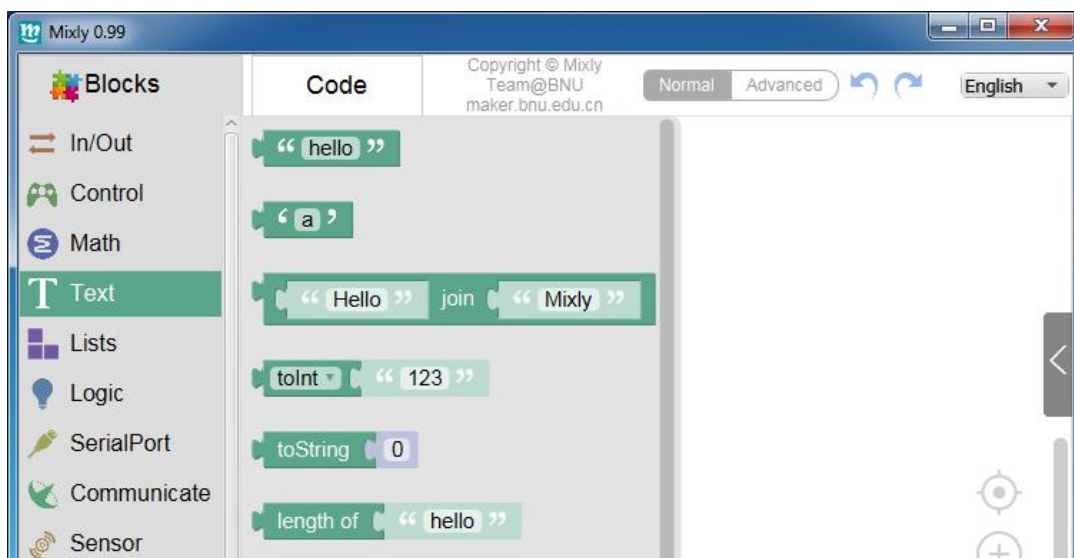 Mixly 0.99
Blocks
Code
Copyright © Mixly
Team@BNU
maker.bnu.edu.cn
Normal Advanced
English
In/Out
Control
Math
Text
Lists
Logic
SerialPort
Communicate
Sensor
“ hello ”
‘ a ’
“ Hello ” join “ Mixly ”
toInt “ 123 ”
toString 0
length of “ hello ”